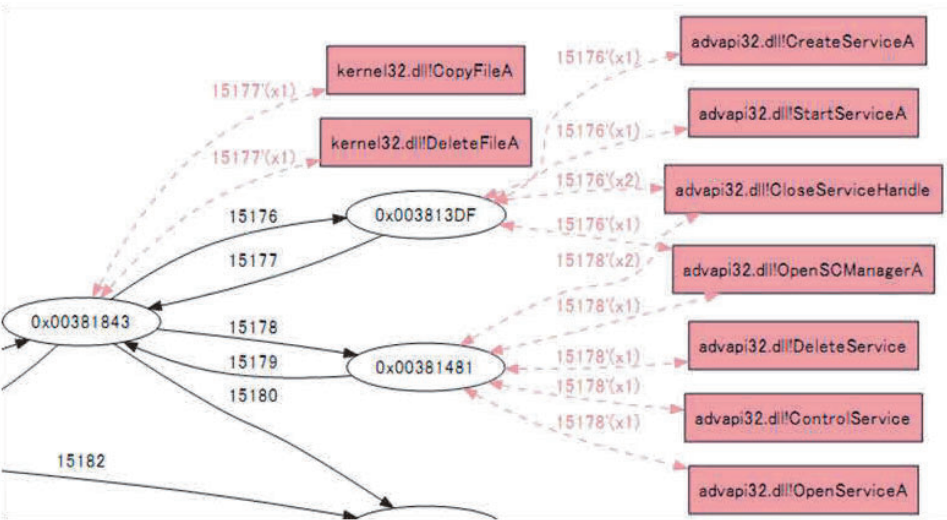 advapi32.dll!CreateServiceA
15176'(x1)
kernel32.dll!CopyFileA
15177'(x1)
advapi32.dll!StartServiceA
15176'(x1)
kernel32.dll!DeleteFileA
15177'(x1)
15176'(x2)
advapi32.dll!CloseServiceHandle
15176
0x003813DF
15176'(x1)
15177
15178'(x2)
advapi32.dll!OpenSCManagerA
15178'(x1)
0x00381843
15178
advapi32.dll!DeleteService
15178'(x1)
15179
0x00381481
15178'(x1)
15180
advapi32.dll!ControlService
15178'(x1)
15182
advapi32.dll!OpenServiceA